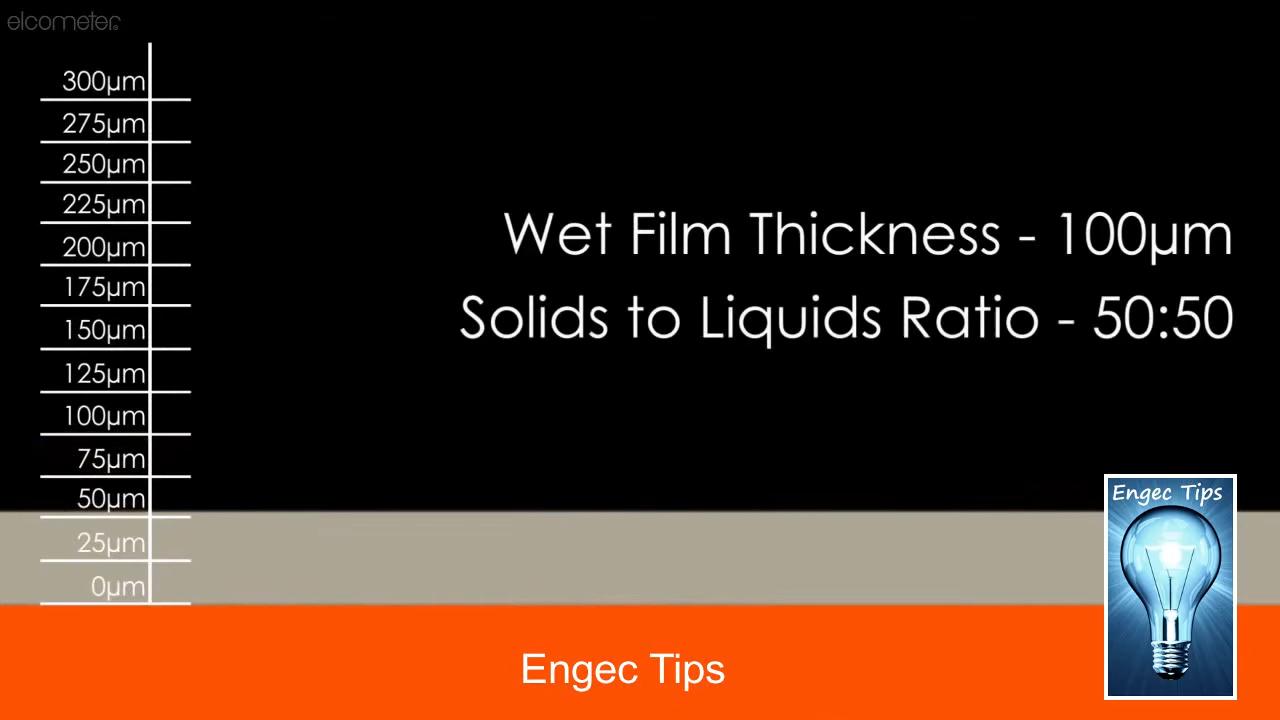 elcometer
300µm
275µm
250µm
225µm
200µm
175µm
150µm
125µm
100µm
75µm
50µm
25µm
0µm
Wet Film Thickness - 100µm
Solids to Liquids Ratio - 50:50
Engec Tips
Engec Tips